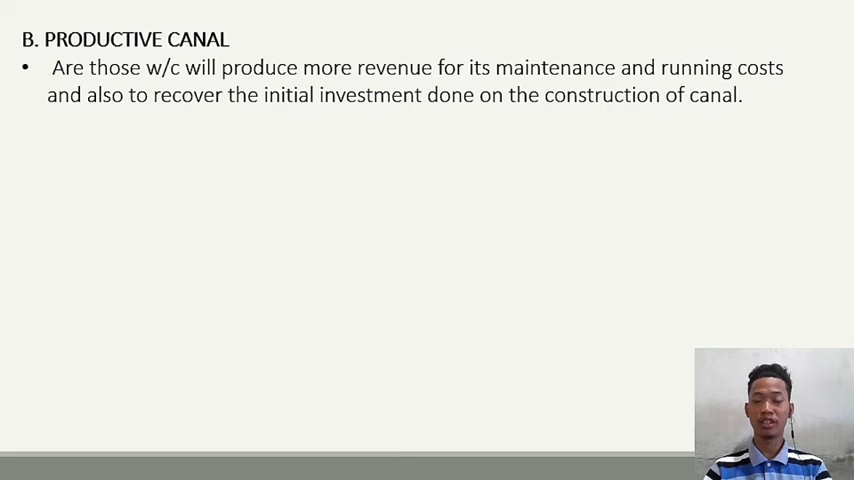 B. PRODUCTIVE CANAL
• Are those w/c will produce more revenue for its maintenance and running costs
and also to recover the initial investment done on the construction of canal.